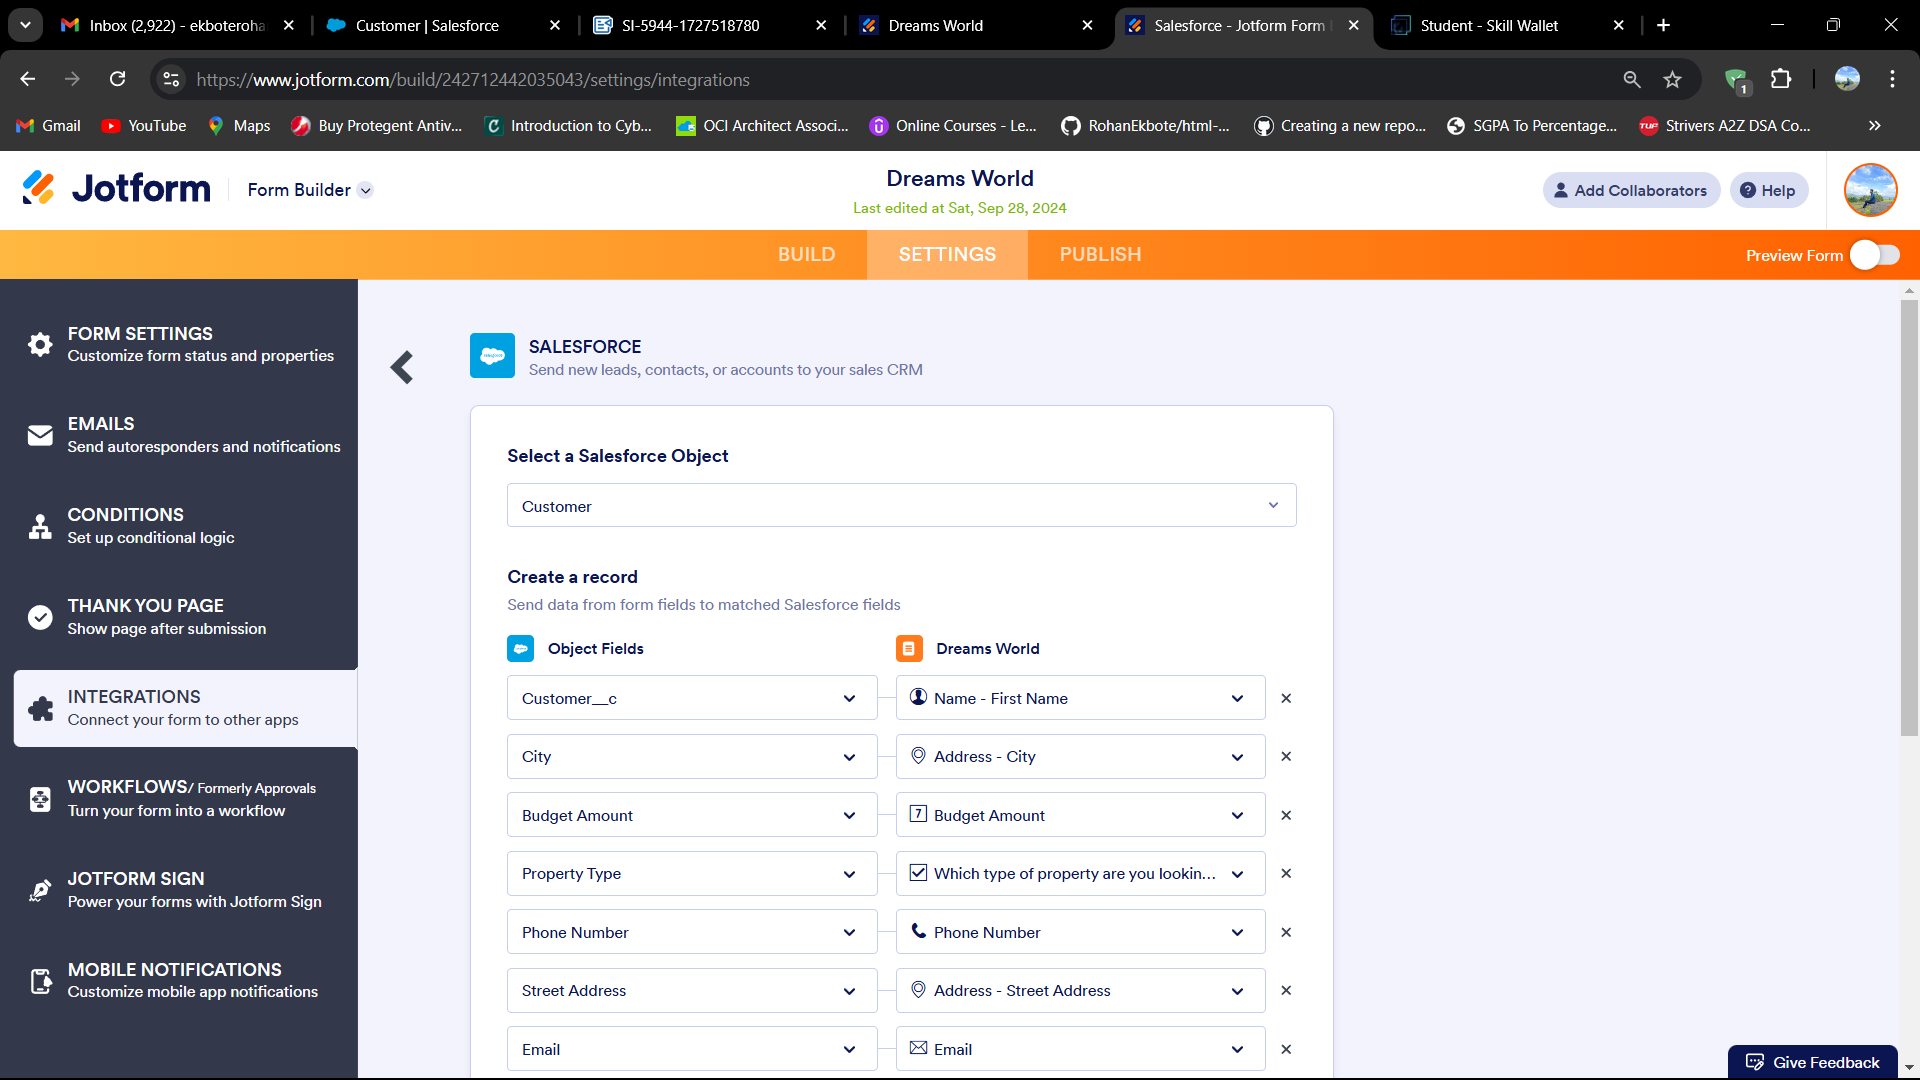 Inbox (2,922) - ekboteroha
Customer | Salesforce
SI-5944-1727518780
Dreams World
Salesforce - Jotform Form
Student - Skill Wallet
https://www.jotform.com/build/242712442035043/settings/integrations
1
Gmail
YouTube
Maps
Buy Protegent Antiv...
Introduction to Cyb...
OCI Architect Associ...
Online Courses - Le...
RohanEkbote/html-...
Creating a new repo...
SGPA To Percentage...
TUF
Strivers A2Z DSA Co...
Jotform
Form Builder
Dreams World
Last edited at Sat, Sep 28, 2024
Add Collaborators
Help
BUILD
SETTINGS
PUBLISH
Preview Form
FORM SETTINGS
Customize form status and properties
EMAILS
Send autoresponders and notifications
CONDITIONS
Set up conditional logic
THANK YOU PAGE
Show page after submission
INTEGRATIONS
Connect your form to other apps
WORKFLOWS/ Formerly Approvals
Turn your form into a workflow
JOTFORM SIGN
Power your forms with Jotform Sign
MOBILE NOTIFICATIONS
Customize mobile app notifications
SALESFORCE
Send new leads, contacts, or accounts to your sales CRM
Select a Salesforce Object
Customer
Create a record
Send data from form fields to matched Salesforce fields
Object Fields
Dreams World
Customer__c
Name - First Name
City
Address - City
Budget Amount
7
Budget Amount
Property Type
Which type of property are you lookin...
Phone Number
Phone Number
Street Address
Address - Street Address
Email
Email
Give Feedback